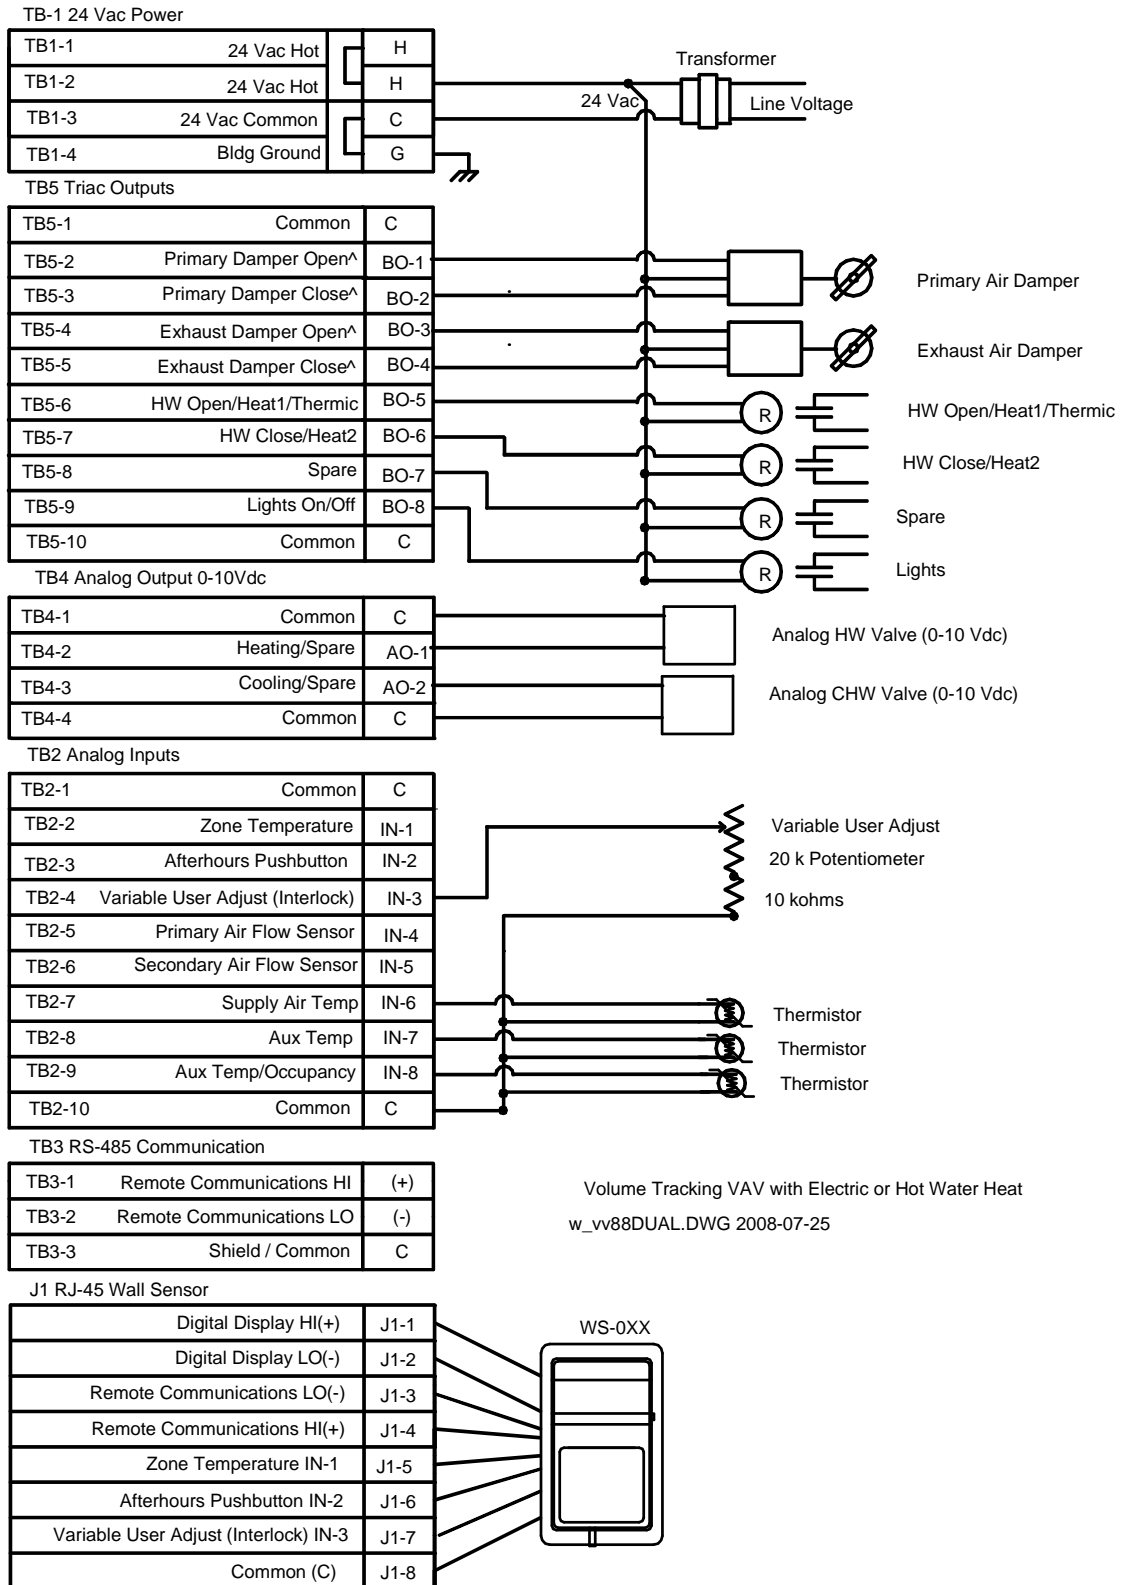 TB-1 24 Vac Power
TB1-1 24 Vac Hot H
TB1-2 24 Vac Hot H
TB1-3 24 Vac Common C
TB1-4 Bldg Ground G
Transformer
24 Vac
Line Voltage
TB5 Triac Outputs
TB5-1 Common C
TB5-2 Primary Damper Open^ BO-1
TB5-3 Primary Damper Close^ BO-2
Primary Air Damper
TB5-4 Exhaust Damper Open^ BO-3
TB5-5 Exhaust Damper Close^ BO-4
Exhaust Air Damper
TB5-6 HW Open/Heat1/Thermic BO-5
R HW Open/Heat1/Thermic
TB5-7 HW Close/Heat2 BO-6
R HW Close/Heat2
TB5-8 Spare BO-7
R Spare
TB5-9 Lights On/Off BO-8
TB5-10 Common C
R Lights
TB4 Analog Output 0-10Vdc
TB4-1 Common C
TB4-2 Heating/Spare AO-1
Analog HW Valve (0-10 Vdc)
TB4-3 Cooling/Spare AO-2
TB4-4 Common C
Analog CHW Valve (0-10 Vdc)
TB2 Analog Inputs
TB2-1 Common C
TB2-2 Zone Temperature IN-1
TB2-3 Afterhours Pushbutton IN-2
TB2-4 Variable User Adjust (Interlock) IN-3
Variable User Adjust
20 k Potentiometer
10 kohms
TB2-5 Primary Air Flow Sensor IN-4
TB2-6 Secondary Air Flow Sensor IN-5
TB2-7 Supply Air Temp IN-6
Thermistor
TB2-8 Aux Temp IN-7
Thermistor
TB2-9 Aux Temp/Occupancy IN-8
Thermistor
TB2-10 Common C
TB3 RS-485 Communication
TB3-1 Remote Communications HI (+)
TB3-2 Remote Communications LO (-)
TB3-3 Shield / Common C
Volume Tracking VAV with Electric or Hot Water Heat
w_vv88DUAL.DWG 2008-07-25
J1 RJ-45 Wall Sensor
Digital Display HI(+) J1-1
Digital Display LO(-) J1-2
Remote Communications LO(-) J1-3
Remote Communications HI(+) J1-4
Zone Temperature IN-1 J1-5
Afterhours Pushbutton IN-2 J1-6
Variable User Adjust (Interlock) IN-3 J1-7
Common (C) J1-8
WS-0XX